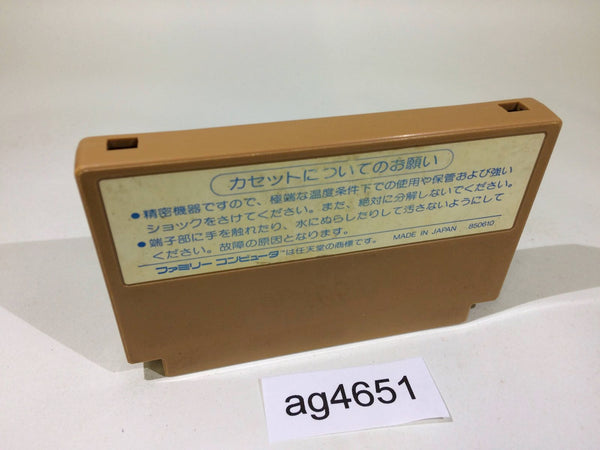 カセットについてのお願い
●精密機器ですので、極端な温度条件下での使用や保管および強い
ショックをさけてください。また、絶対に分解しないでください。
●端子部に手を触れたり、水にぬらしたりして汚さないようにして
ください。故障の原因となります。
ファミリー コンピュータ™は任天堂の商標です。 MADE IN JAPAN 850610
ag4651